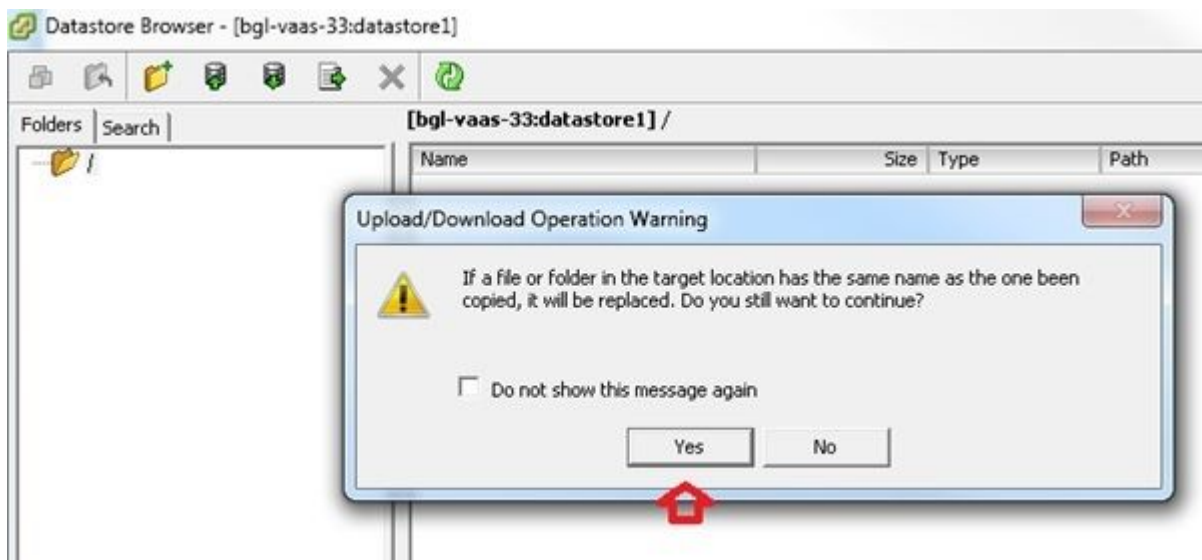 Datastore Browser - [bgl-vaas-33:datastore1]
Folders Search
[bgl-vaas-33:datastore1] /
/
Name Size Type Path
Upload/Download Operation Warning
If a file or folder in the target location has the same name as the one been
copied, it will be replaced. Do you still want to continue?
Do not show this message again
Yes No